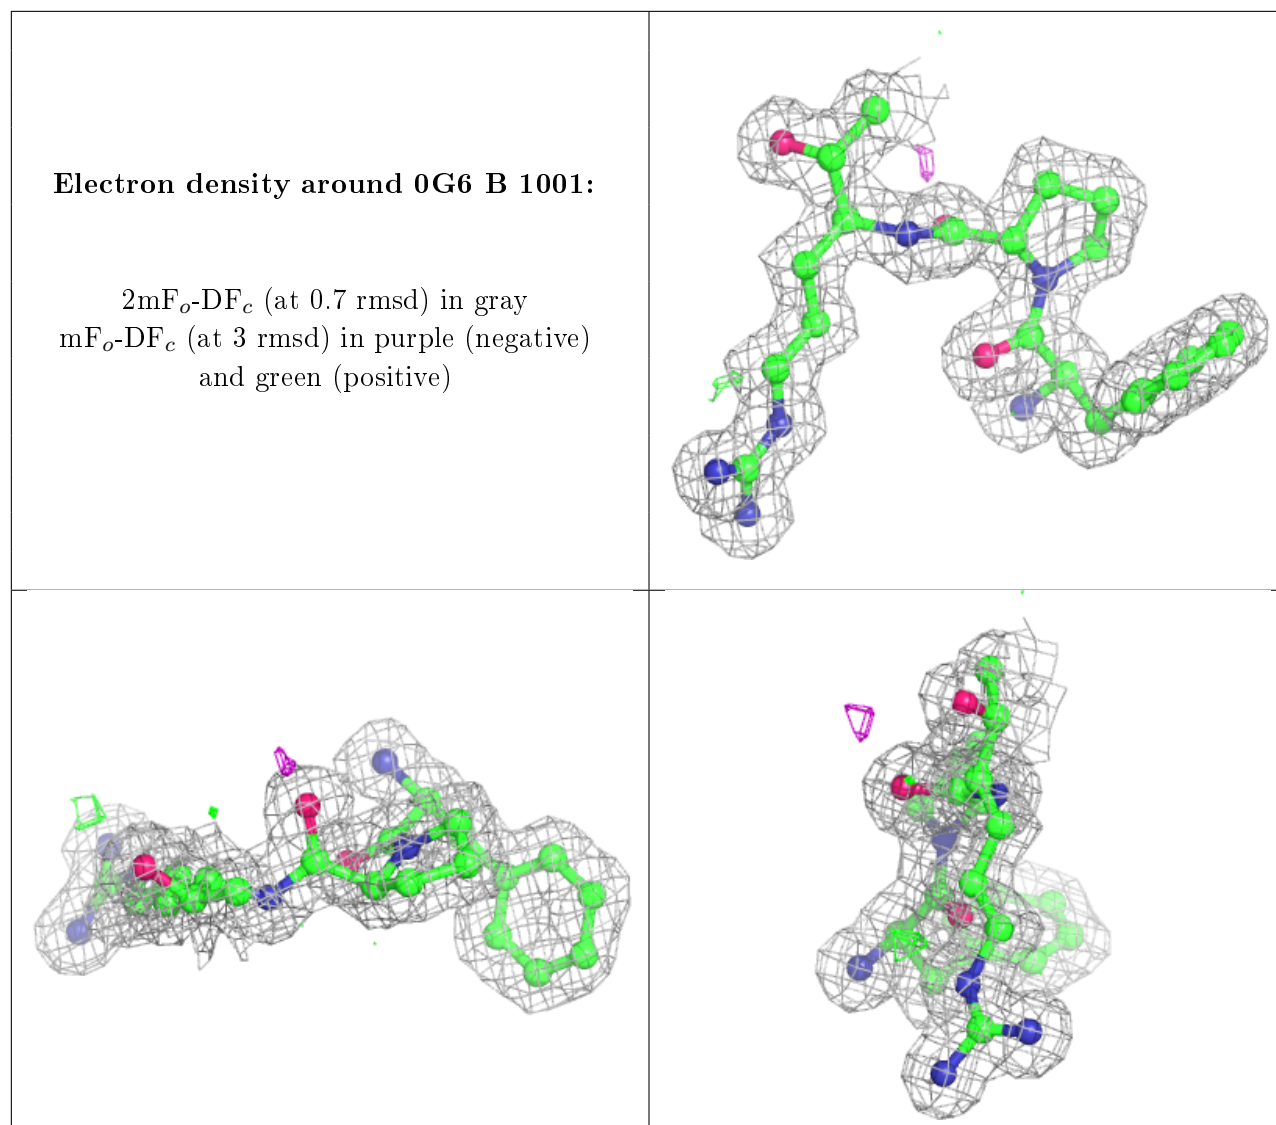 Electron density around 0G6 B 1001:
2mFo-DFc (at 0.7 rmsd) in gray
mFo-DFc (at 3 rmsd) in purple (negative)
and green (positive)